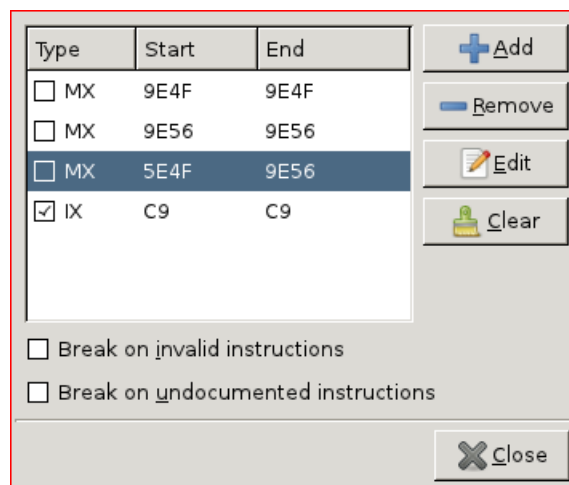 Type Start End
MX 9E4F 9E4F
MX 9E56 9E56
MX 5E4F 9E56
IX C9 C9
Add
Remove
Edit
Clear
Break on invalid instructions
Break on undocumented instructions
Close